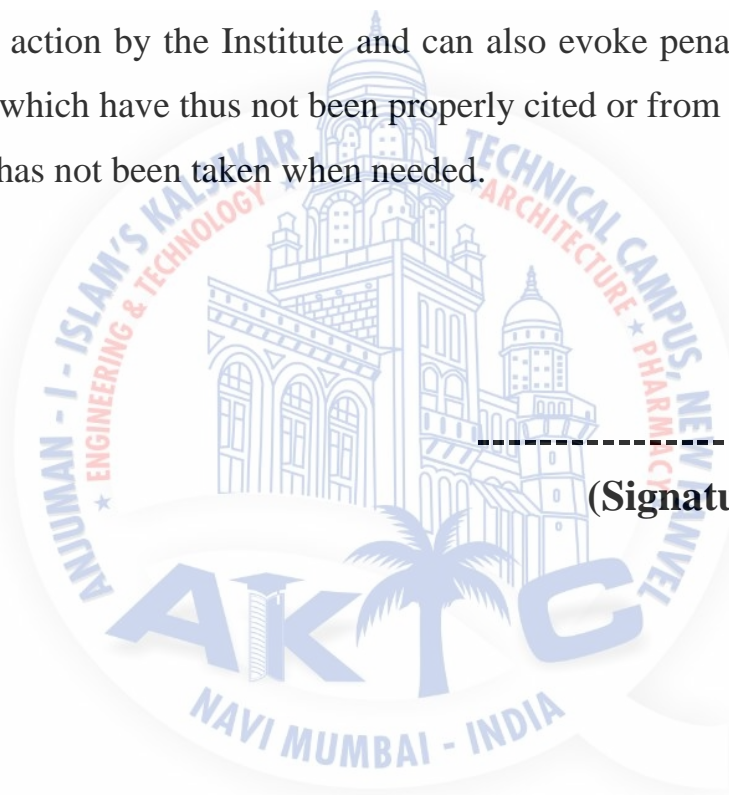 action by the Institute and can also evoke
which have thus not been properly cited or from
has not been taken when needed.
ANJUMAN - I - ISLAM'S KALSEKAR TECHNICAL CAMPUS, NEW PANVEL
★ ENGINEERING & TECHNOLOGY ★ ARCHITECTURE ★ PHARMACY
AKTC
NAVI MUMBAI - INDIA